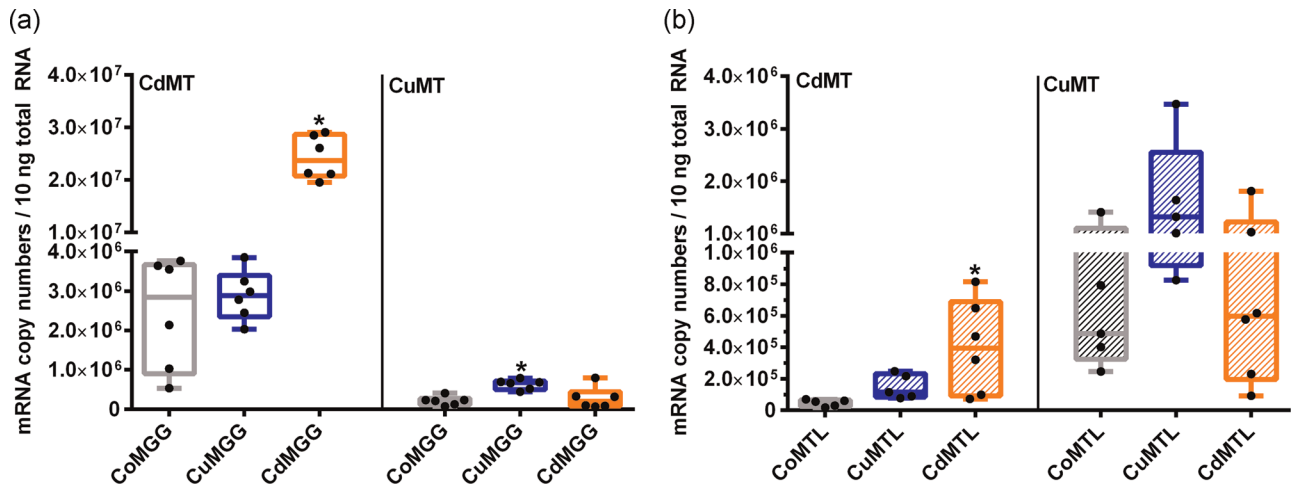 (a)
mRNA copy numbers / 10 ng total RNA
4.0×10⁷
3.0×10⁷
2.0×10⁷
1.0×10⁷
4.0×10⁶
3.0×10⁶
2.0×10⁶
1.0×10⁶
0
CdMT
CuMT
*
*
CoMGG
CuMGG
CdMGG
CoMGG
CuMGG
CdMGG
(b)
mRNA copy numbers / 10 ng total RNA
4.0×10⁶
3.0×10⁶
2.0×10⁶
1.0×10⁶
1.0×10⁶
8.0×10⁵
6.0×10⁵
4.0×10⁵
2.0×10⁵
0
CdMT
CuMT
*
CoMTL
CuMTL
CdMTL
CoMTL
CuMTL
CdMTL